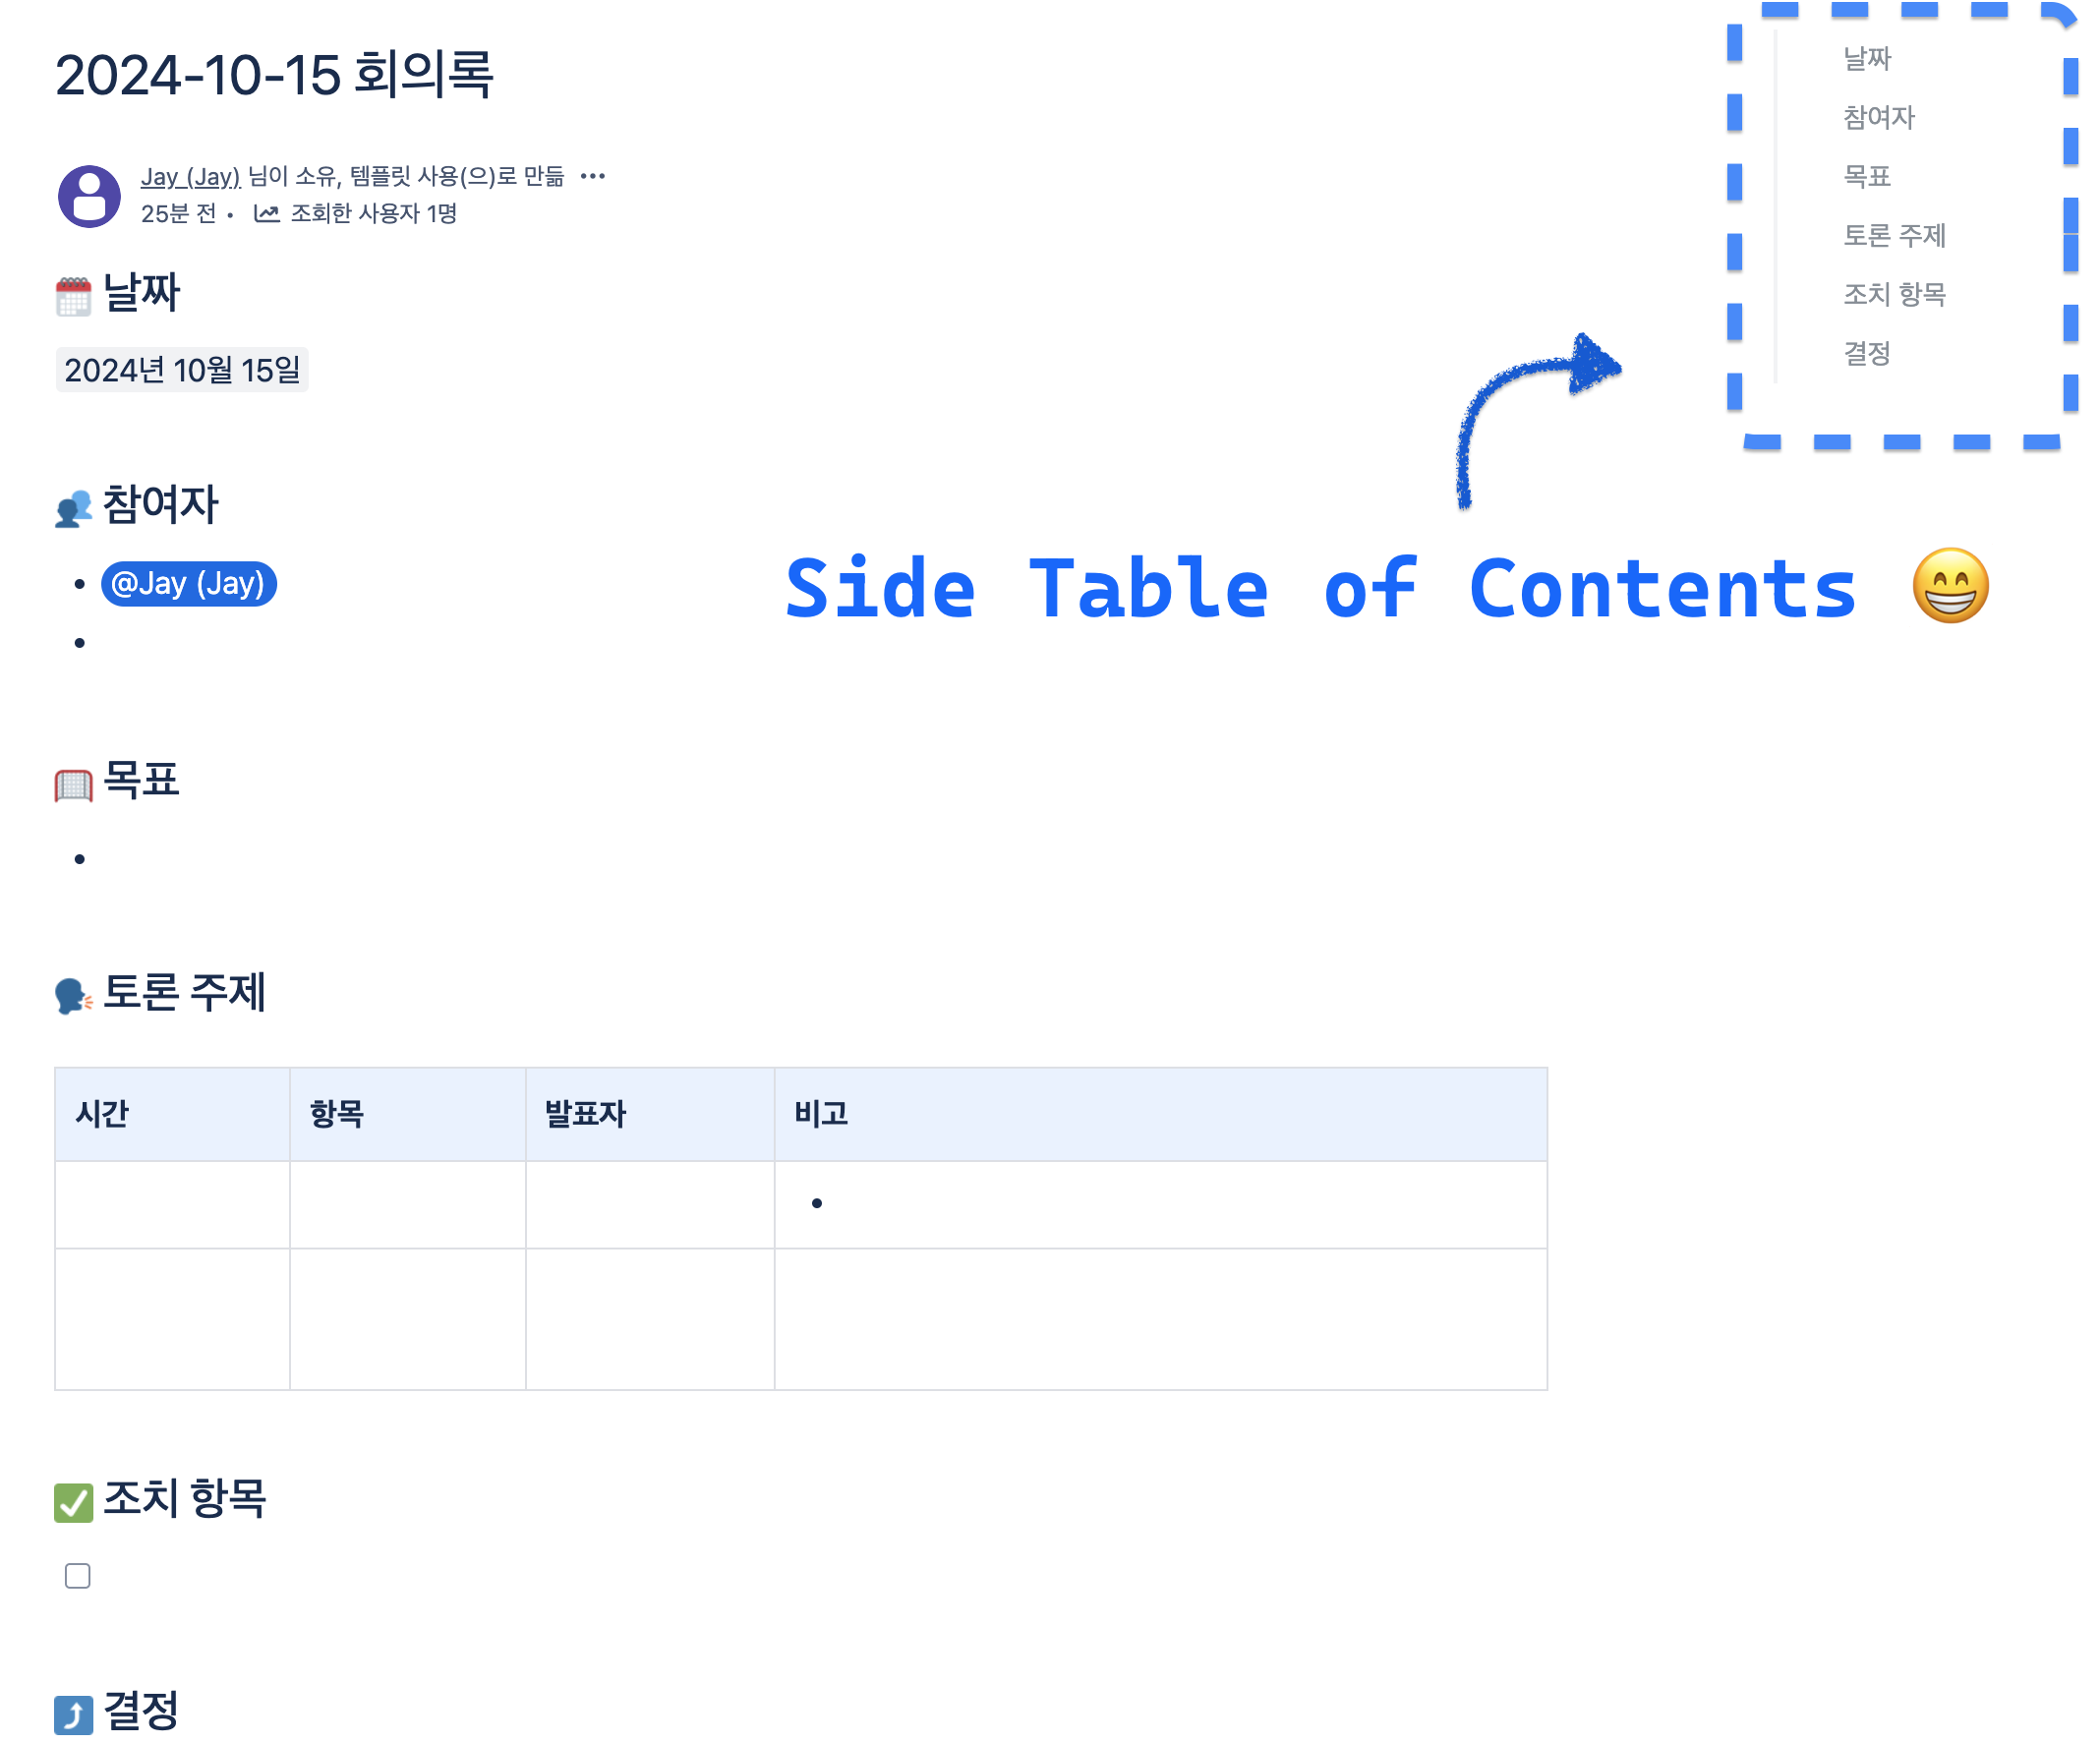 2024-10-15 회의록
Jay (Jay) 님이 소유, 템플릿 사용(으)로 만듦 •••
25분 전 • 조회한 사용자 1명
날짜
2024년 10월 15일
참여자
• @Jay (Jay)
•
목표
•
토론 주제
시간 항목 발표자 비고
•
조치 항목
결정
날짜
참여자
목표
토론 주제
조치 항목
결정
Side Table of Contents 😁